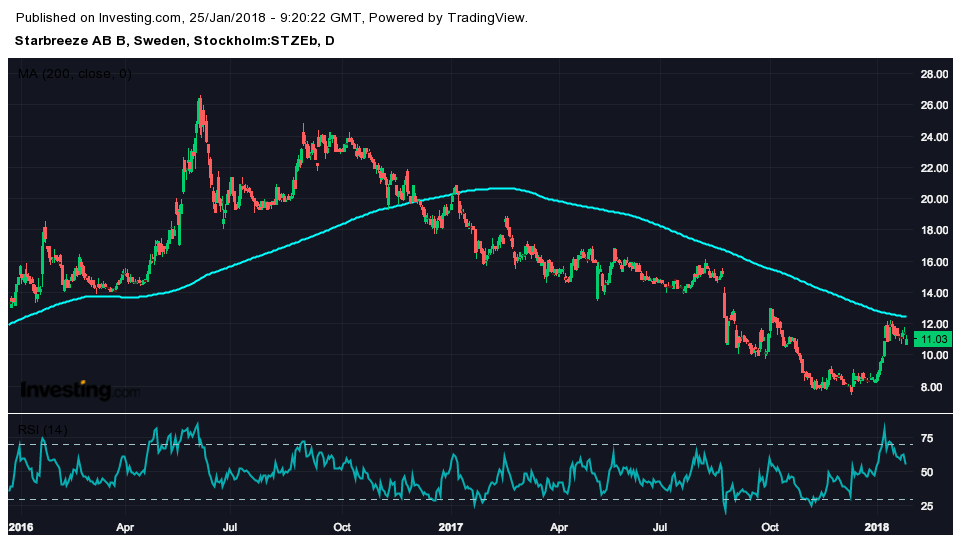 Published on Investing.com, 25/Jan/2018 - 9:20:22 GMT, Powered by TradingView.
Starbreeze AB B, Sweden, Stockholm:STZEb, D
MA (200, close, 0)
28.00
26.00
24.00
22.00
20.00
18.00
16.00
14.00
12.00
11.03
10.00
8.00
Investing.com
RSI (14)
75
50
25
2016 Apr Jul Oct 2017 Apr Jul Oct 2018